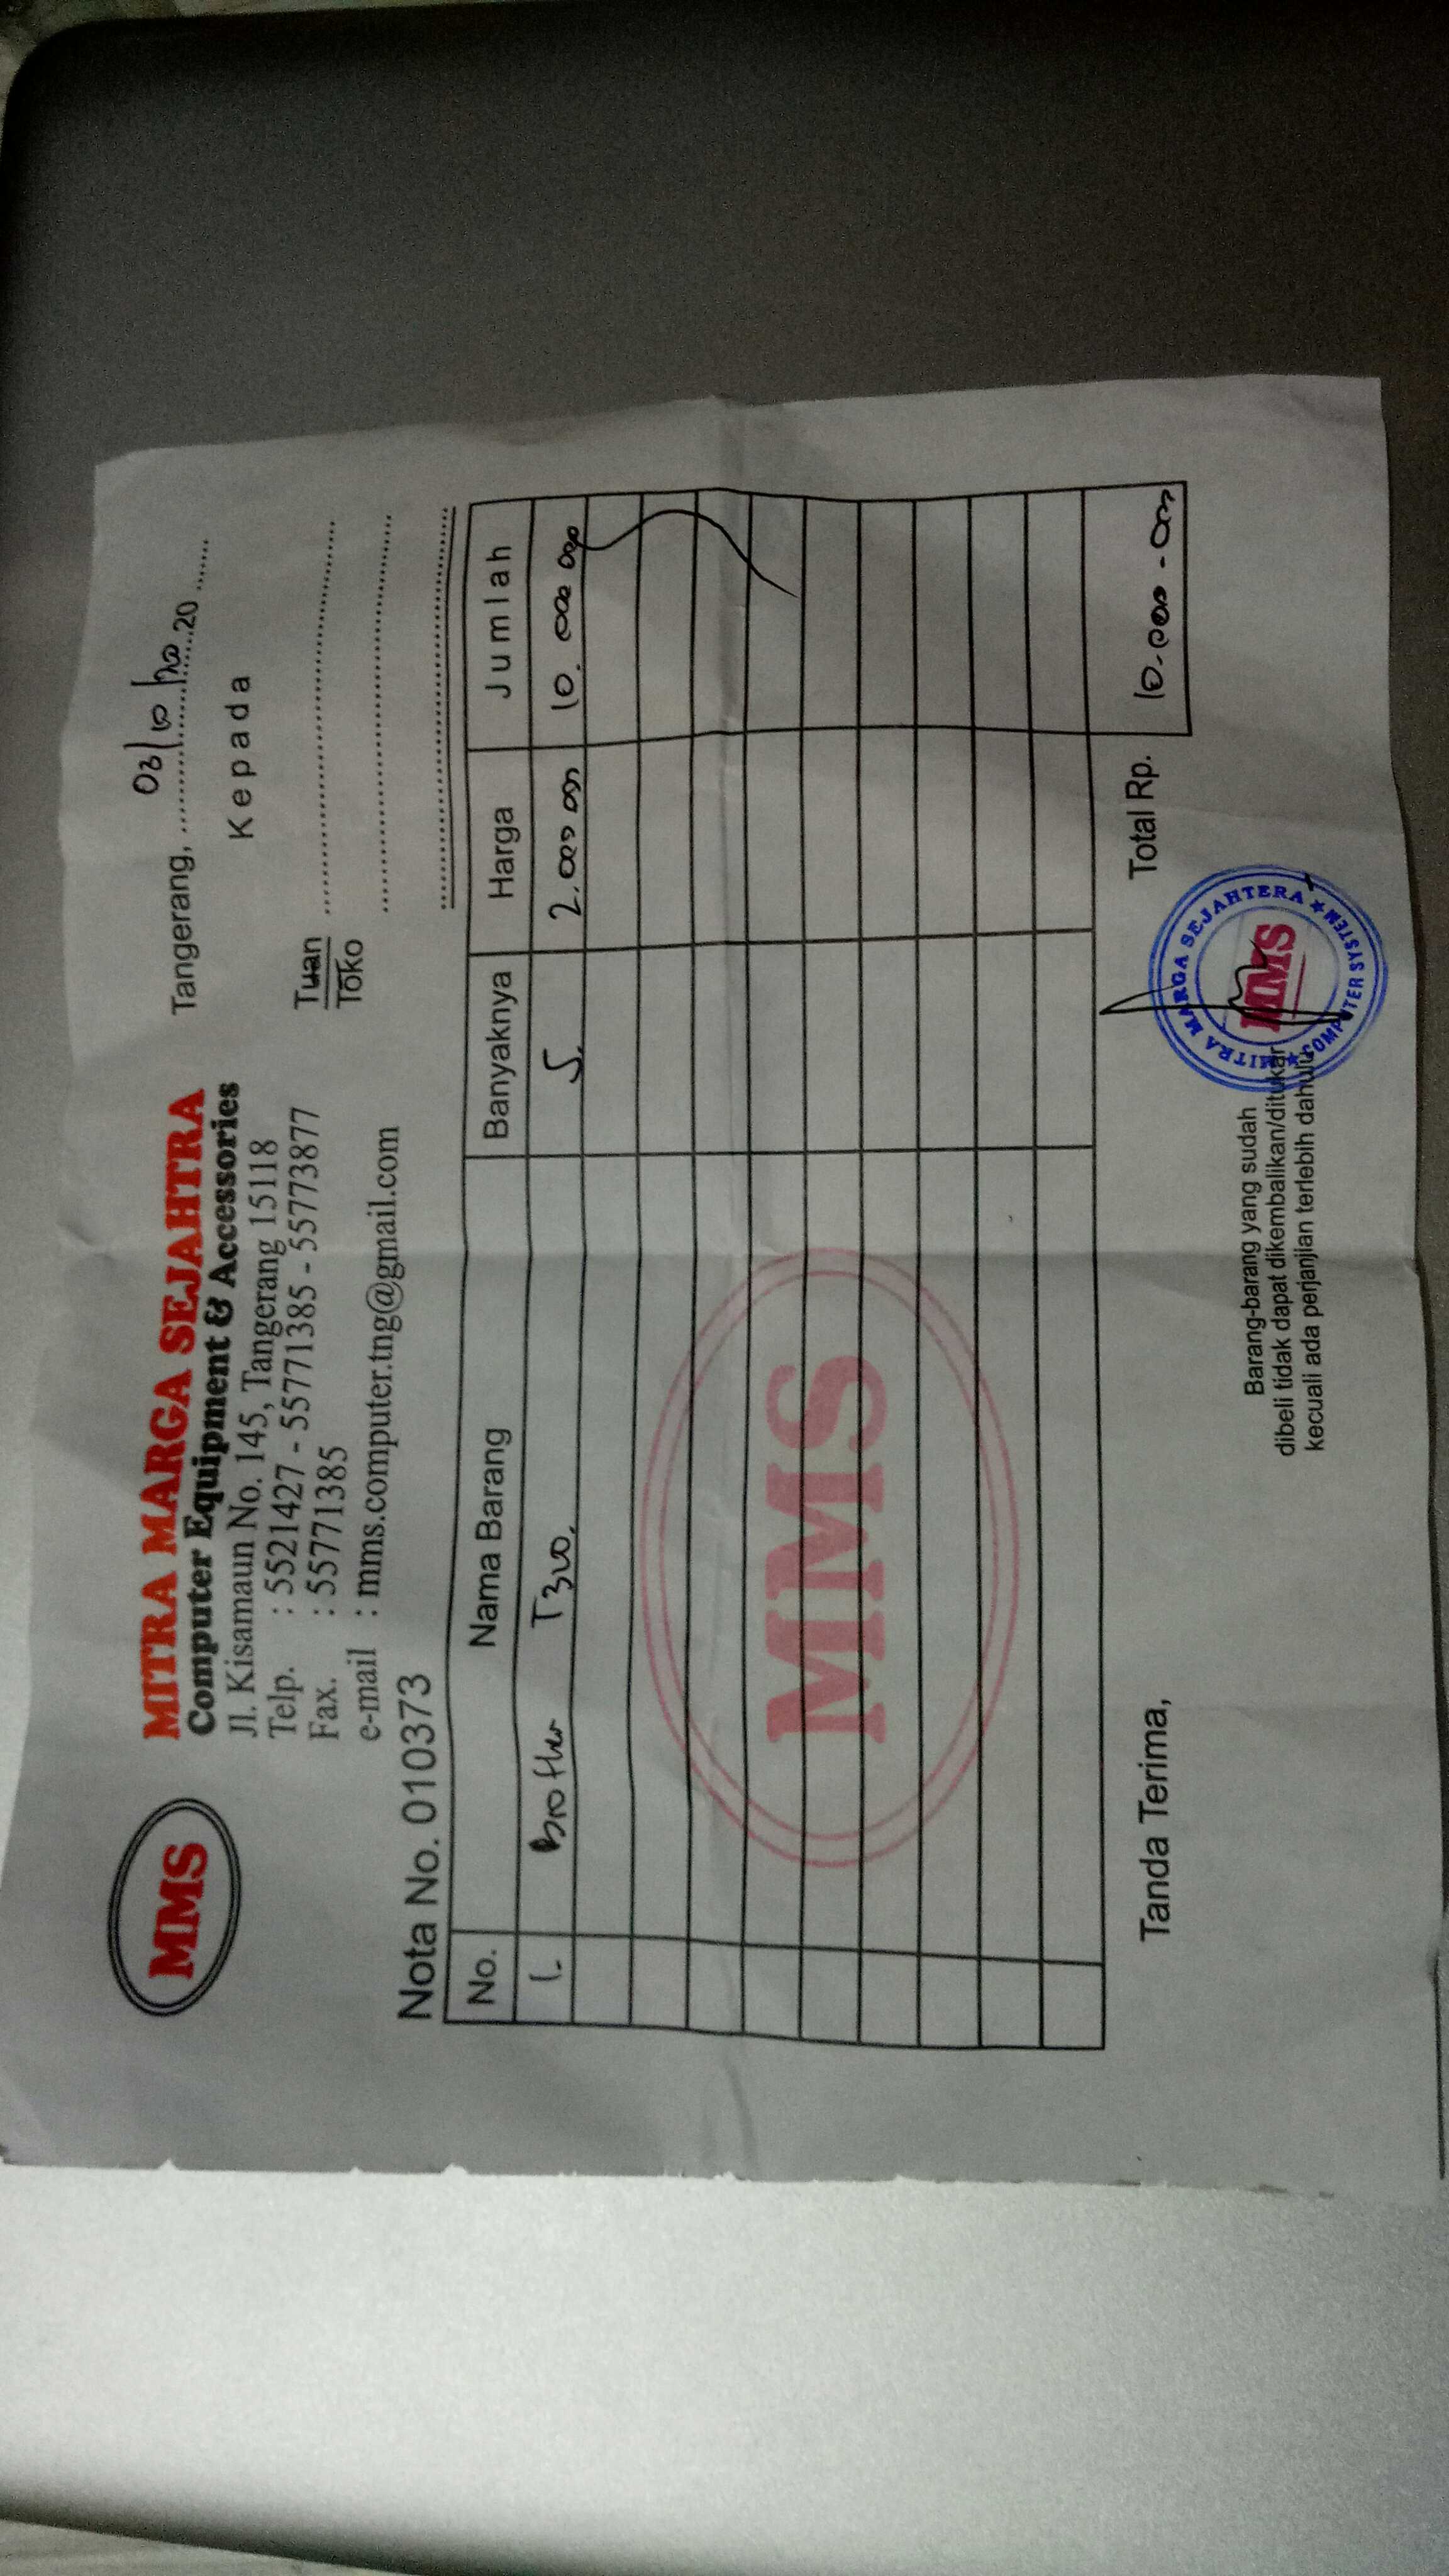 MMS
MITRA MARGA SEJAHTRA
Computer Equipment & Accessories
Jl. Kisamaun No. 145, Tangerang 15118
Telp. : 5521427 - 55771385 - 55773877
Fax. : 55771385
e-mail : mms.computer.tng@gmail.com
Tangerang, 03/10/20 20
Kepada
Tuan
Toko
Nota No. 010373
No. Nama Barang Banyaknya Harga Jumlah
1. Brother T310. 5. 2.000.000 10.000.000
MMS
Total Rp. 10.000.000
Tanda Terima,
Barang-barang yang sudah
dibeli tidak dapat dikembalikan/ditukar
kecuali ada perjanjian terlebih dahulu
MITRA MARGA SEJAHTERA
MMS
COMPUTER SYSTEM